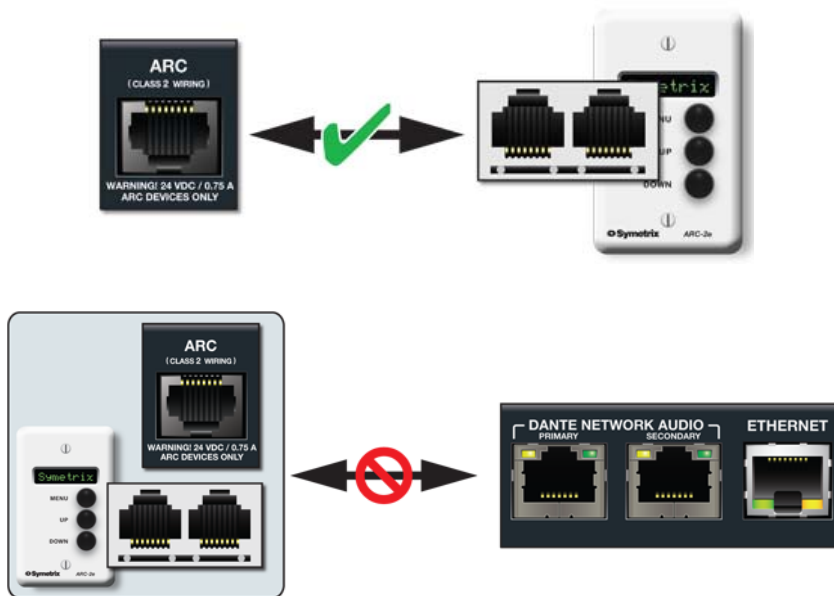 ARC
(CLASS 2 WIRING)
WARNING! 24 VDC / 0.75 A
ARC DEVICES ONLY
etrix
NU
UP
DOWN
Symetrix
ARC-2e
ARC
(CLASS 2 WIRING)
WARNING! 24 VDC / 0.75 A
ARC DEVICES ONLY
Symetrix
MENU
UP
DOWN
Symetrix
ARC-2e
DANTE NETWORK AUDIO
PRIMARY
SECONDARY
ETHERNET